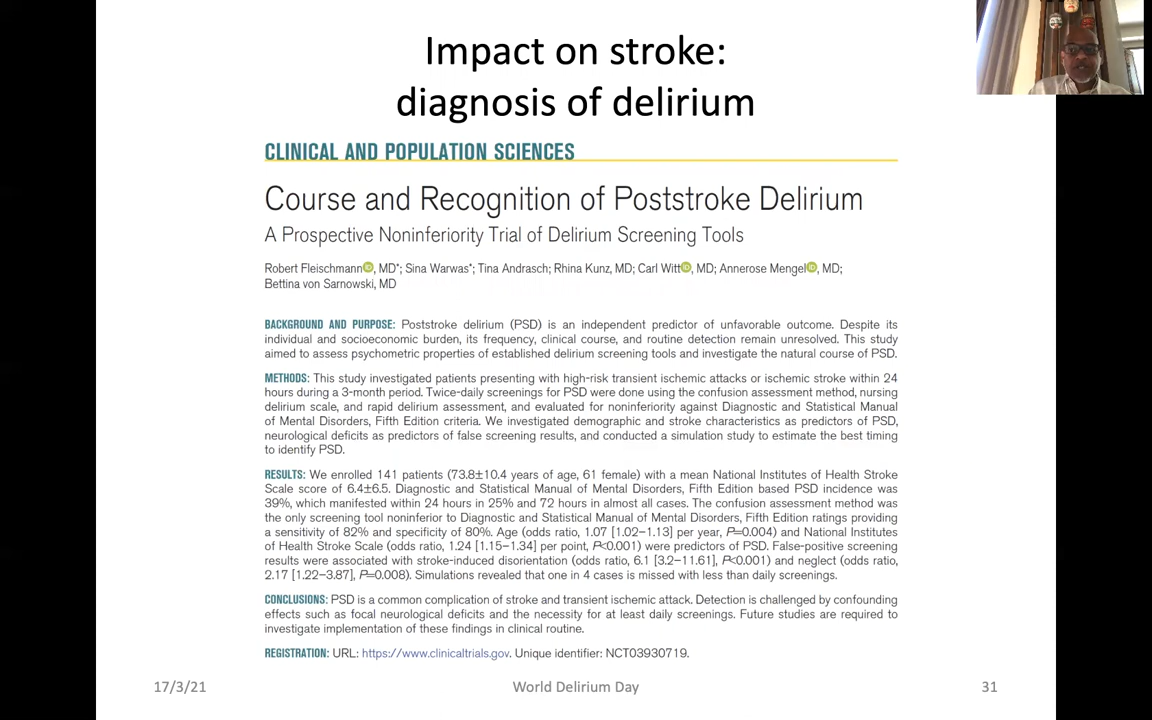 Impact on stroke:
diagnosis of delirium
CLINICAL AND POPULATION SCIENCES
Course and Recognition of Poststroke Delirium
A Prospective Noninferiority Trial of Delirium Screening Tools
Robert Fleischmann iD, MD*; Sina Warwas*; Tina Andrasch; Rhina Kunz, MD; Carl Witt iD, MD; Annerose Mengel iD, MD;
Bettina von Sarnowski, MD
BACKGROUND AND PURPOSE: Poststroke delirium (PSD) is an independent predictor of unfavorable outcome. Despite its
individual and socioeconomic burden, its frequency, clinical course, and routine detection remain unresolved. This study
aimed to assess psychometric properties of established delirium screening tools and investigate the natural course of PSD.
METHODS: This study investigated patients presenting with high-risk transient ischemic attacks or ischemic stroke within 24
hours during a 3-month period. Twice-daily screenings for PSD were done using the confusion assessment method, nursing
delirium scale, and rapid delirium assessment, and evaluated for noninferiority against Diagnostic and Statistical Manual
of Mental Disorders, Fifth Edition criteria. We investigated demographic and stroke characteristics as predictors of PSD,
neurological deficits as predictors of false screening results, and conducted a simulation study to estimate the best timing
to identify PSD.
RESULTS: We enrolled 141 patients (73.8±10.4 years of age, 61 female) with a mean National Institutes of Health Stroke
Scale score of 6.4±6.5. Diagnostic and Statistical Manual of Mental Disorders, Fifth Edition based PSD incidence was
39%, which manifested within 24 hours in 25% and 72 hours in almost all cases. The confusion assessment method was
the only screening tool noninferior to Diagnostic and Statistical Manual of Mental Disorders, Fifth Edition ratings providing
a sensitivity of 82% and specificity of 80%. Age (odds ratio, 1.07 [1.02–1.13] per year, P=0.004) and National Institutes
of Health Stroke Scale (odds ratio, 1.24 [1.15–1.34] per point, P<0.001) were predictors of PSD. False-positive screening
results were associated with stroke-induced disorientation (odds ratio, 6.1 [3.2–11.61], P<0.001) and neglect (odds ratio,
2.17 [1.22–3.87], P=0.008). Simulations revealed that one in 4 cases is missed with less than daily screenings.
CONCLUSIONS: PSD is a common complication of stroke and transient ischemic attack. Detection is challenged by confounding
effects such as focal neurological deficits and the necessity for at least daily screenings. Future studies are required to
investigate implementation of these findings in clinical routine.
REGISTRATION: URL: https://www.clinicaltrials.gov. Unique identifier: NCT03930719.
17/3/21 World Delirium Day 31